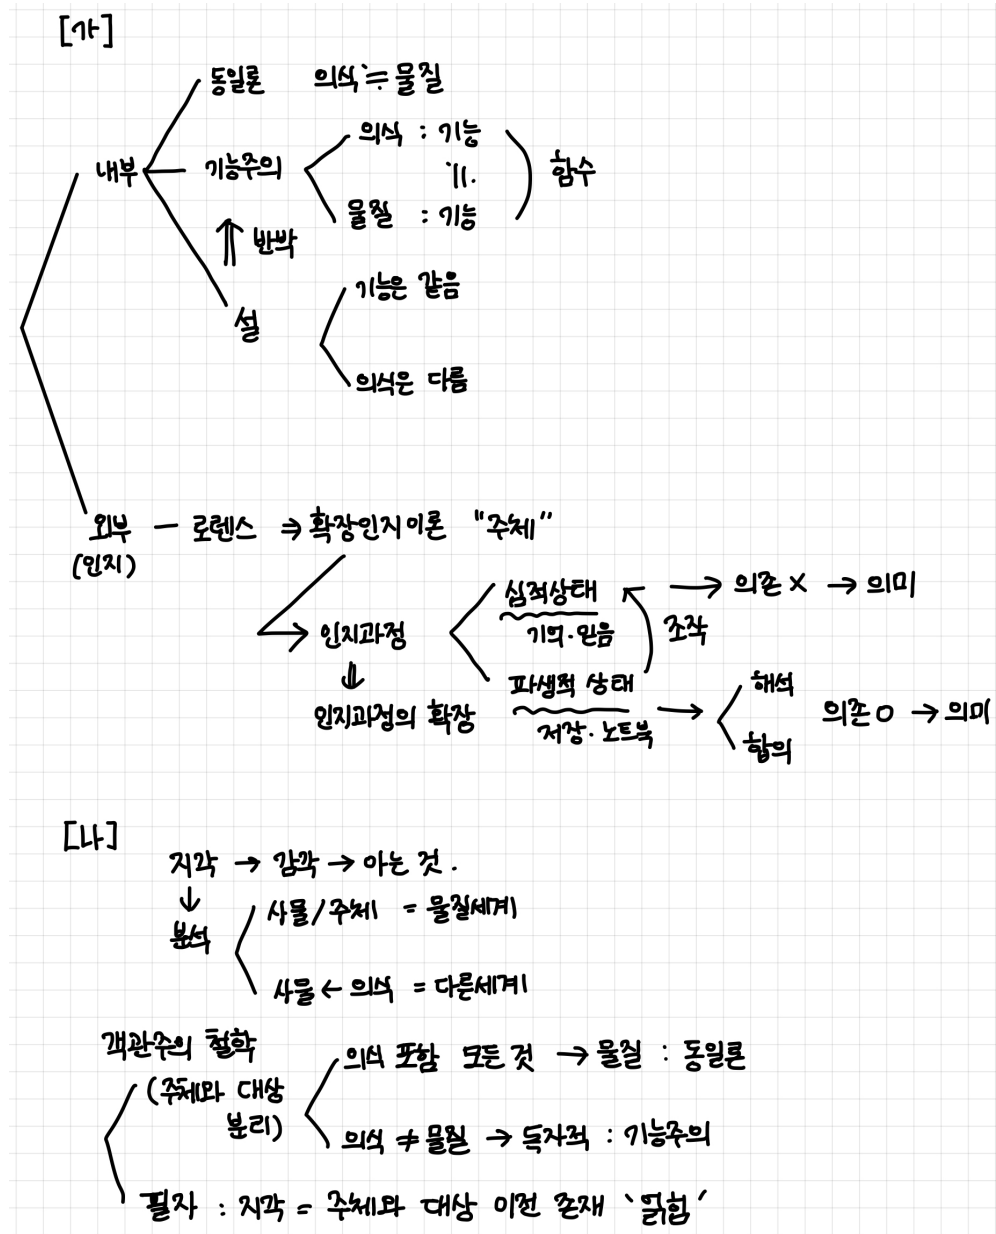 [가]
동일론 의식≒물질
내부 기능주의 의식 : 기능
≒
물질 : 기능
함수
⇑ 반박
설 기능은 같음
의식은 다름
외부 — 로렌스 ⇒ 확장인지이론 "주체"
(인지)
인지과정 심적상태 → 의존 X → 의미
기억·믿음
조작
⇓
인지과정의 확장
파생적 상태 → 해석
저장·노트북 합의
의존 O → 의미
[나]
지각 → 감각 → 아는 것.
↓
분석 사물/주체 = 물질세계
사물 ← 의식 = 다른세계
객관주의 철학
(주체와 대상
분리)
의식 포함 모든 것 → 물질 : 동일론
의식 ≠ 물질 → 독자적 : 기능주의
필자 : 지각 = 주체와 대상 이전 존재 '얽힘'